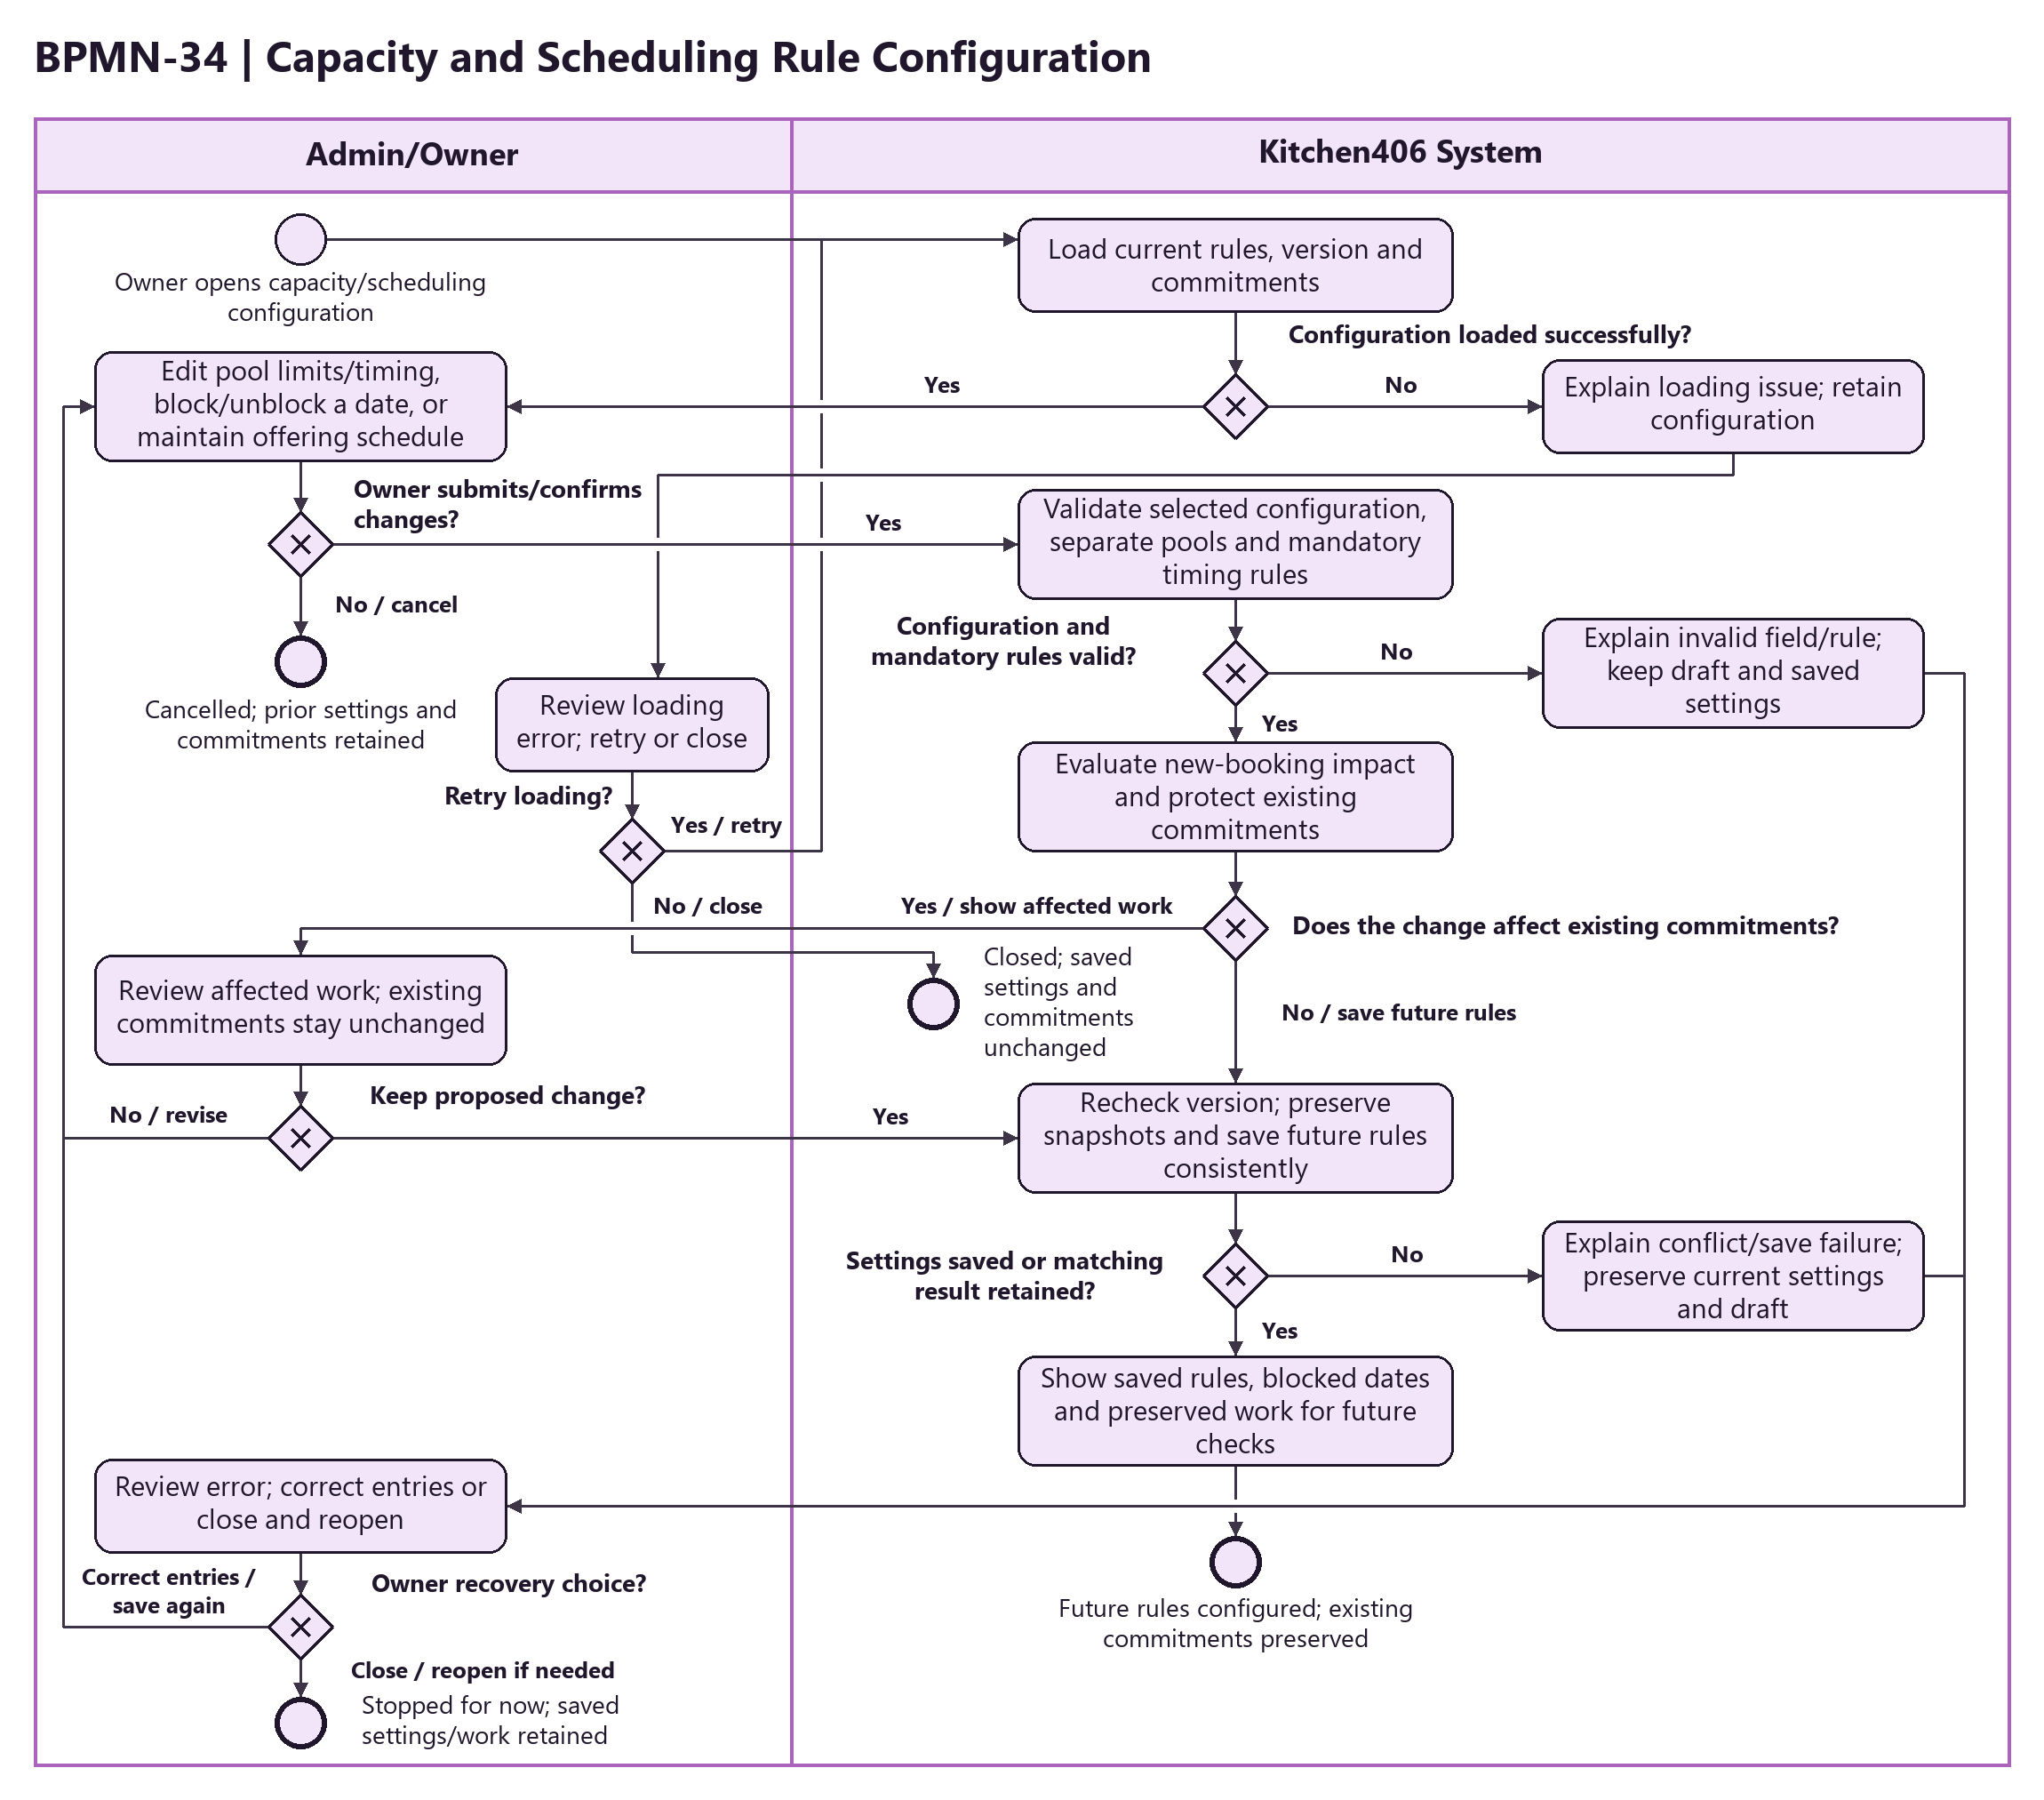 BPMN-34 | Capacity and Scheduling Rule Configuration
Admin/Owner
Kitchen406 System
Owner opens capacity/scheduling
configuration
Load current rules, version and
commitments
Configuration loaded successfully?
Yes
No
Edit pool limits/timing,
block/unblock a date, or
maintain offering schedule
Explain loading issue; retain
configuration
Owner submits/confirms
changes?
Yes
Validate selected configuration,
separate pools and mandatory
timing rules
No / cancel
Cancelled; prior settings and
commitments retained
Configuration and
mandatory rules valid?
No
Explain invalid field/rule;
keep draft and saved
settings
Yes
Review loading
error; retry or close
Retry loading?
Yes / retry
No / close
Evaluate new-booking impact
and protect existing
commitments
Yes / show affected work
Does the change affect existing commitments?
Closed; saved
settings and
commitments
unchanged
No / save future rules
Review affected work; existing
commitments stay unchanged
Keep proposed change?
No / revise
Yes
Recheck version; preserve
snapshots and save future rules
consistently
Settings saved or matching
result retained?
No
Explain conflict/save failure;
preserve current settings
and draft
Yes
Show saved rules, blocked dates
and preserved work for future
checks
Review error; correct entries or
close and reopen
Correct entries /
save again
Owner recovery choice?
Future rules configured; existing
commitments preserved
Close / reopen if needed
Stopped for now; saved
settings/work retained